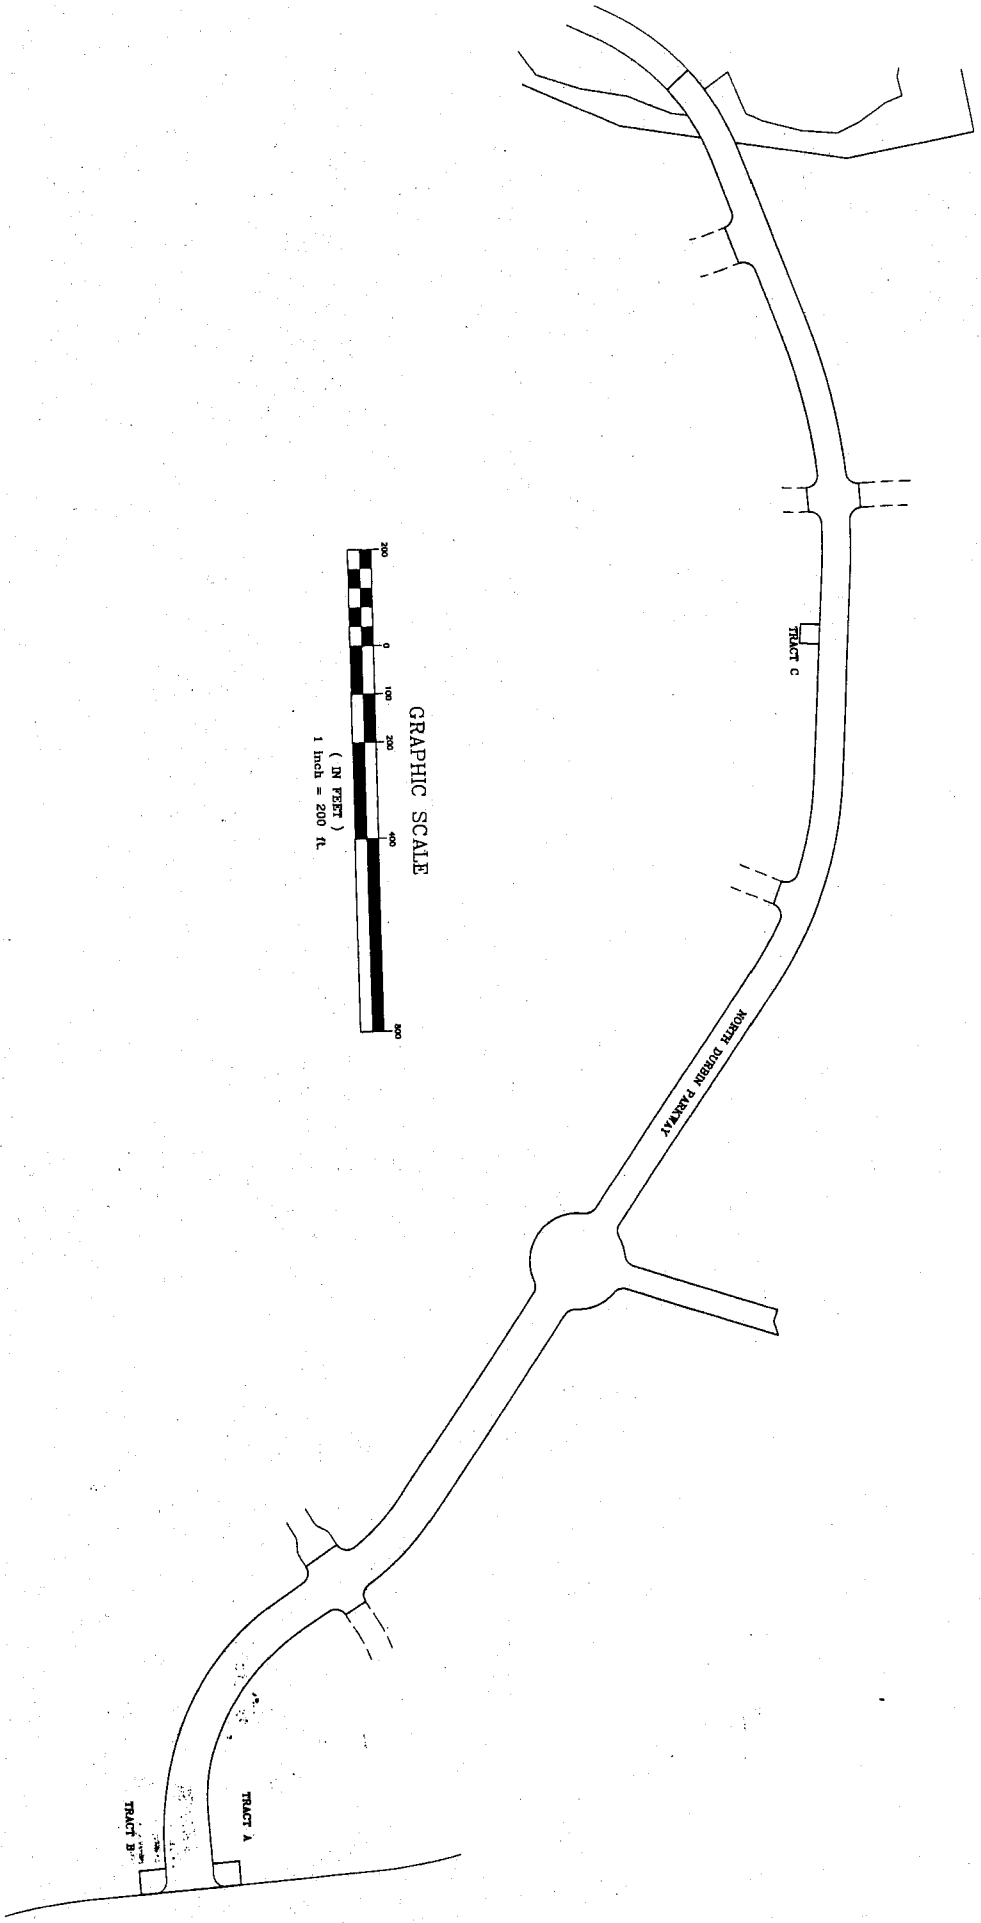 TRACT C
GRAPHIC SCALE
200 0 100 200 400 800
( IN FEET )
1 inch = 200 ft.
NORTH DURBIN PARKWAY
TRACT A
TRACT B